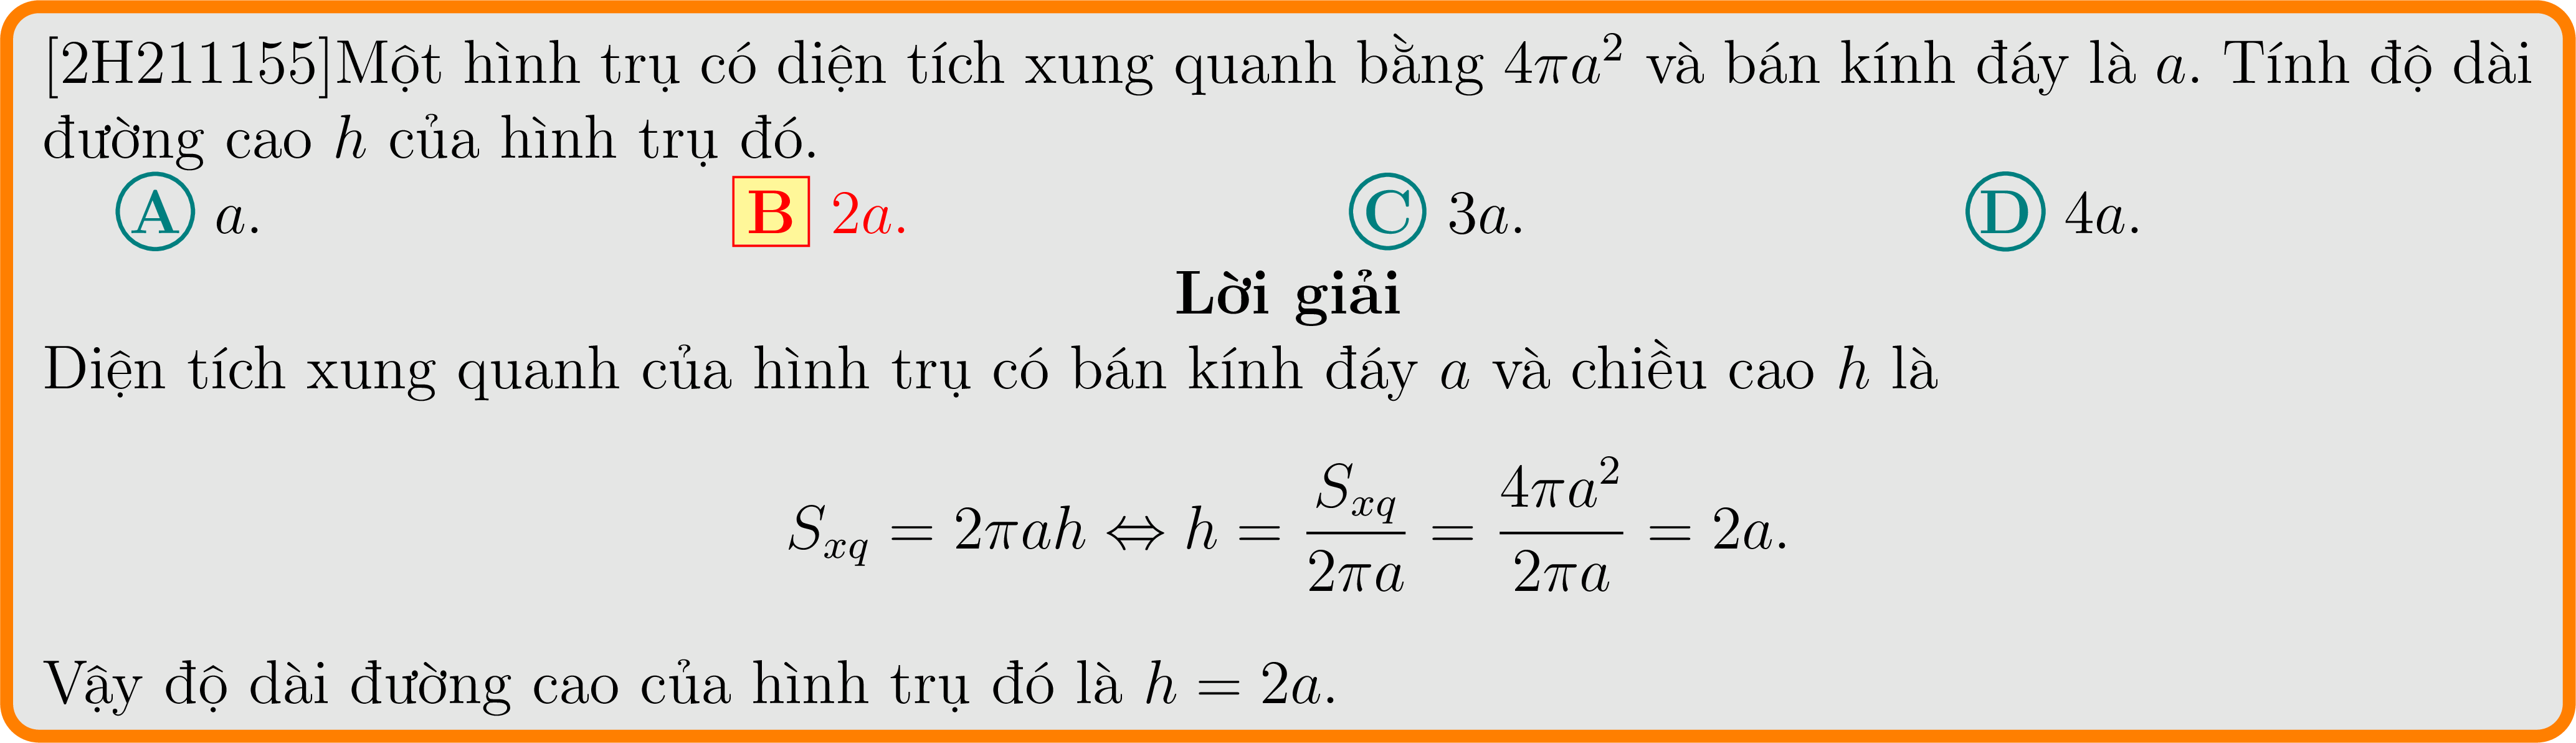 [2H211155]Một hình trụ có diện tích xung quanh bằng 4πa² và bán kính đáy là a. Tính độ dài
đường cao h của hình trụ đó.
A a. B 2a. C 3a. D 4a.
Lời giải
Diện tích xung quanh của hình trụ có bán kính đáy a và chiều cao h là
$S_{xq} = 2\pi ah \Leftrightarrow h = \frac{S_{xq}}{2\pi a} = \frac{4\pi a^2}{2\pi a} = 2a.$
Vậy độ dài đường cao của hình trụ đó là h = 2a.